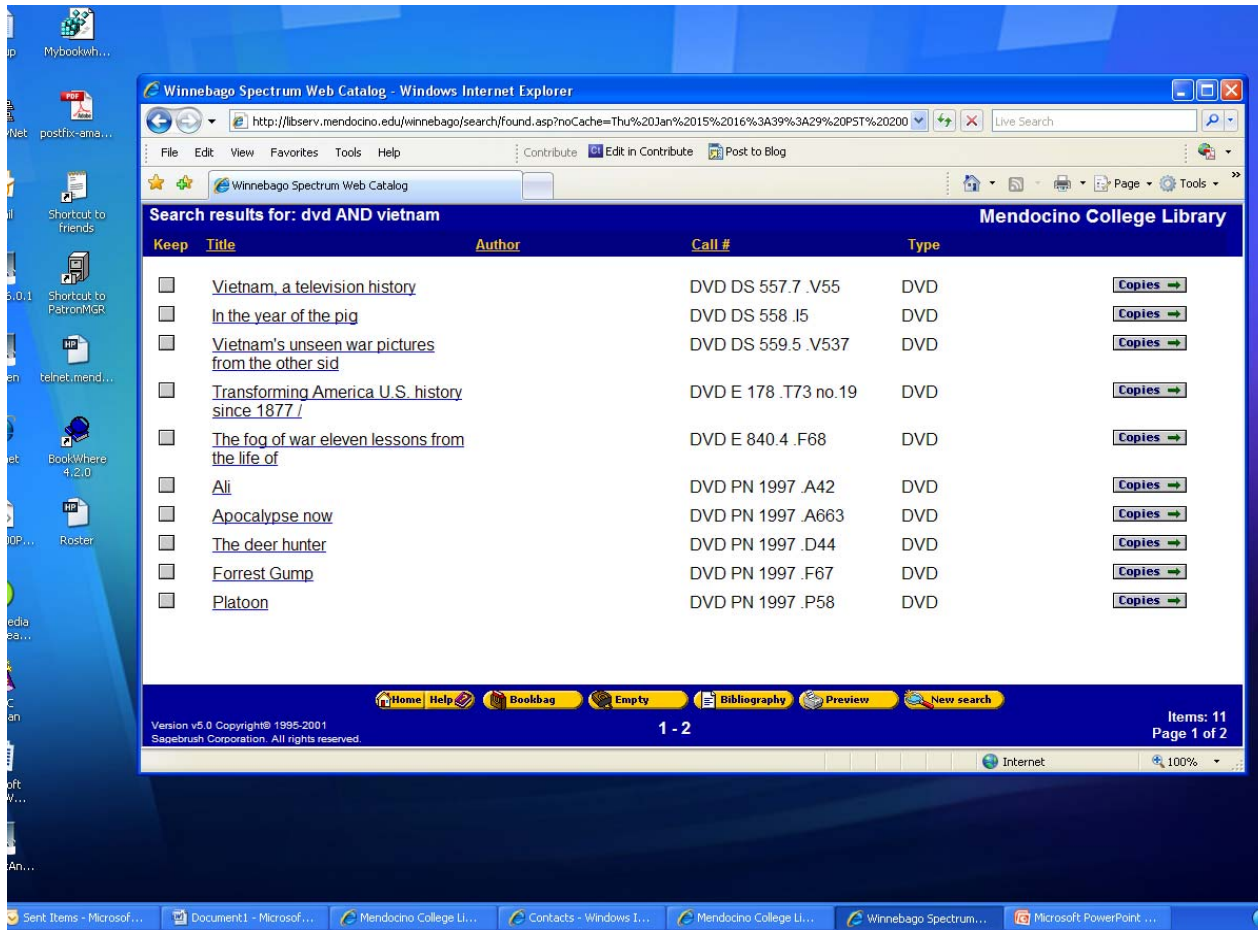 up
Mybookwh...
Net
postfix-ama...
Shortcut to
friends
6.0.1
Shortcut to
PatronMGR
telnet.mend...
BookWhere
4.2.0
Roster
Winnebago Spectrum Web Catalog - Windows Internet Explorer
http://libserv.mendocino.edu/winnebago/search/found.asp?noCache=Thu%20Jan%2015%2016%3A39%3A29%20PST%20200
Live Search
File Edit View Favorites Tools Help Contribute Edit in Contribute Post to Blog
Winnebago Spectrum Web Catalog Page Tools
Search results for: dvd AND vietnam Mendocino College Library
Keep Title Author Call # Type
Vietnam, a television history DVD DS 557.7 .V55 DVD Copies
In the year of the pig DVD DS 558 .I5 DVD Copies
Vietnam's unseen war pictures DVD DS 559.5 .V537 DVD Copies
from the other sid
Transforming America U.S. history DVD E 178 .T73 no.19 DVD Copies
since 1877 /
The fog of war eleven lessons from DVD E 840.4 .F68 DVD Copies
the life of
Ali DVD PN 1997 .A42 DVD Copies
Apocalypse now DVD PN 1997 .A663 DVD Copies
The deer hunter DVD PN 1997 .D44 DVD Copies
Forrest Gump DVD PN 1997 .F67 DVD Copies
Platoon DVD PN 1997 .P58 DVD Copies
Home Help Bookbag Empty Bibliography Preview New search
Version v5.0 Copyright© 1995-2001
Sagebrush Corporation. All rights reserved.
1 - 2
Items: 11
Page 1 of 2
Internet 100%
Sent Items - Microsof... Document1 - Microsof... Mendocino College Li... Contacts - Windows I... Mendocino College Li... Winnebago Spectrum... Microsoft PowerPoint ...